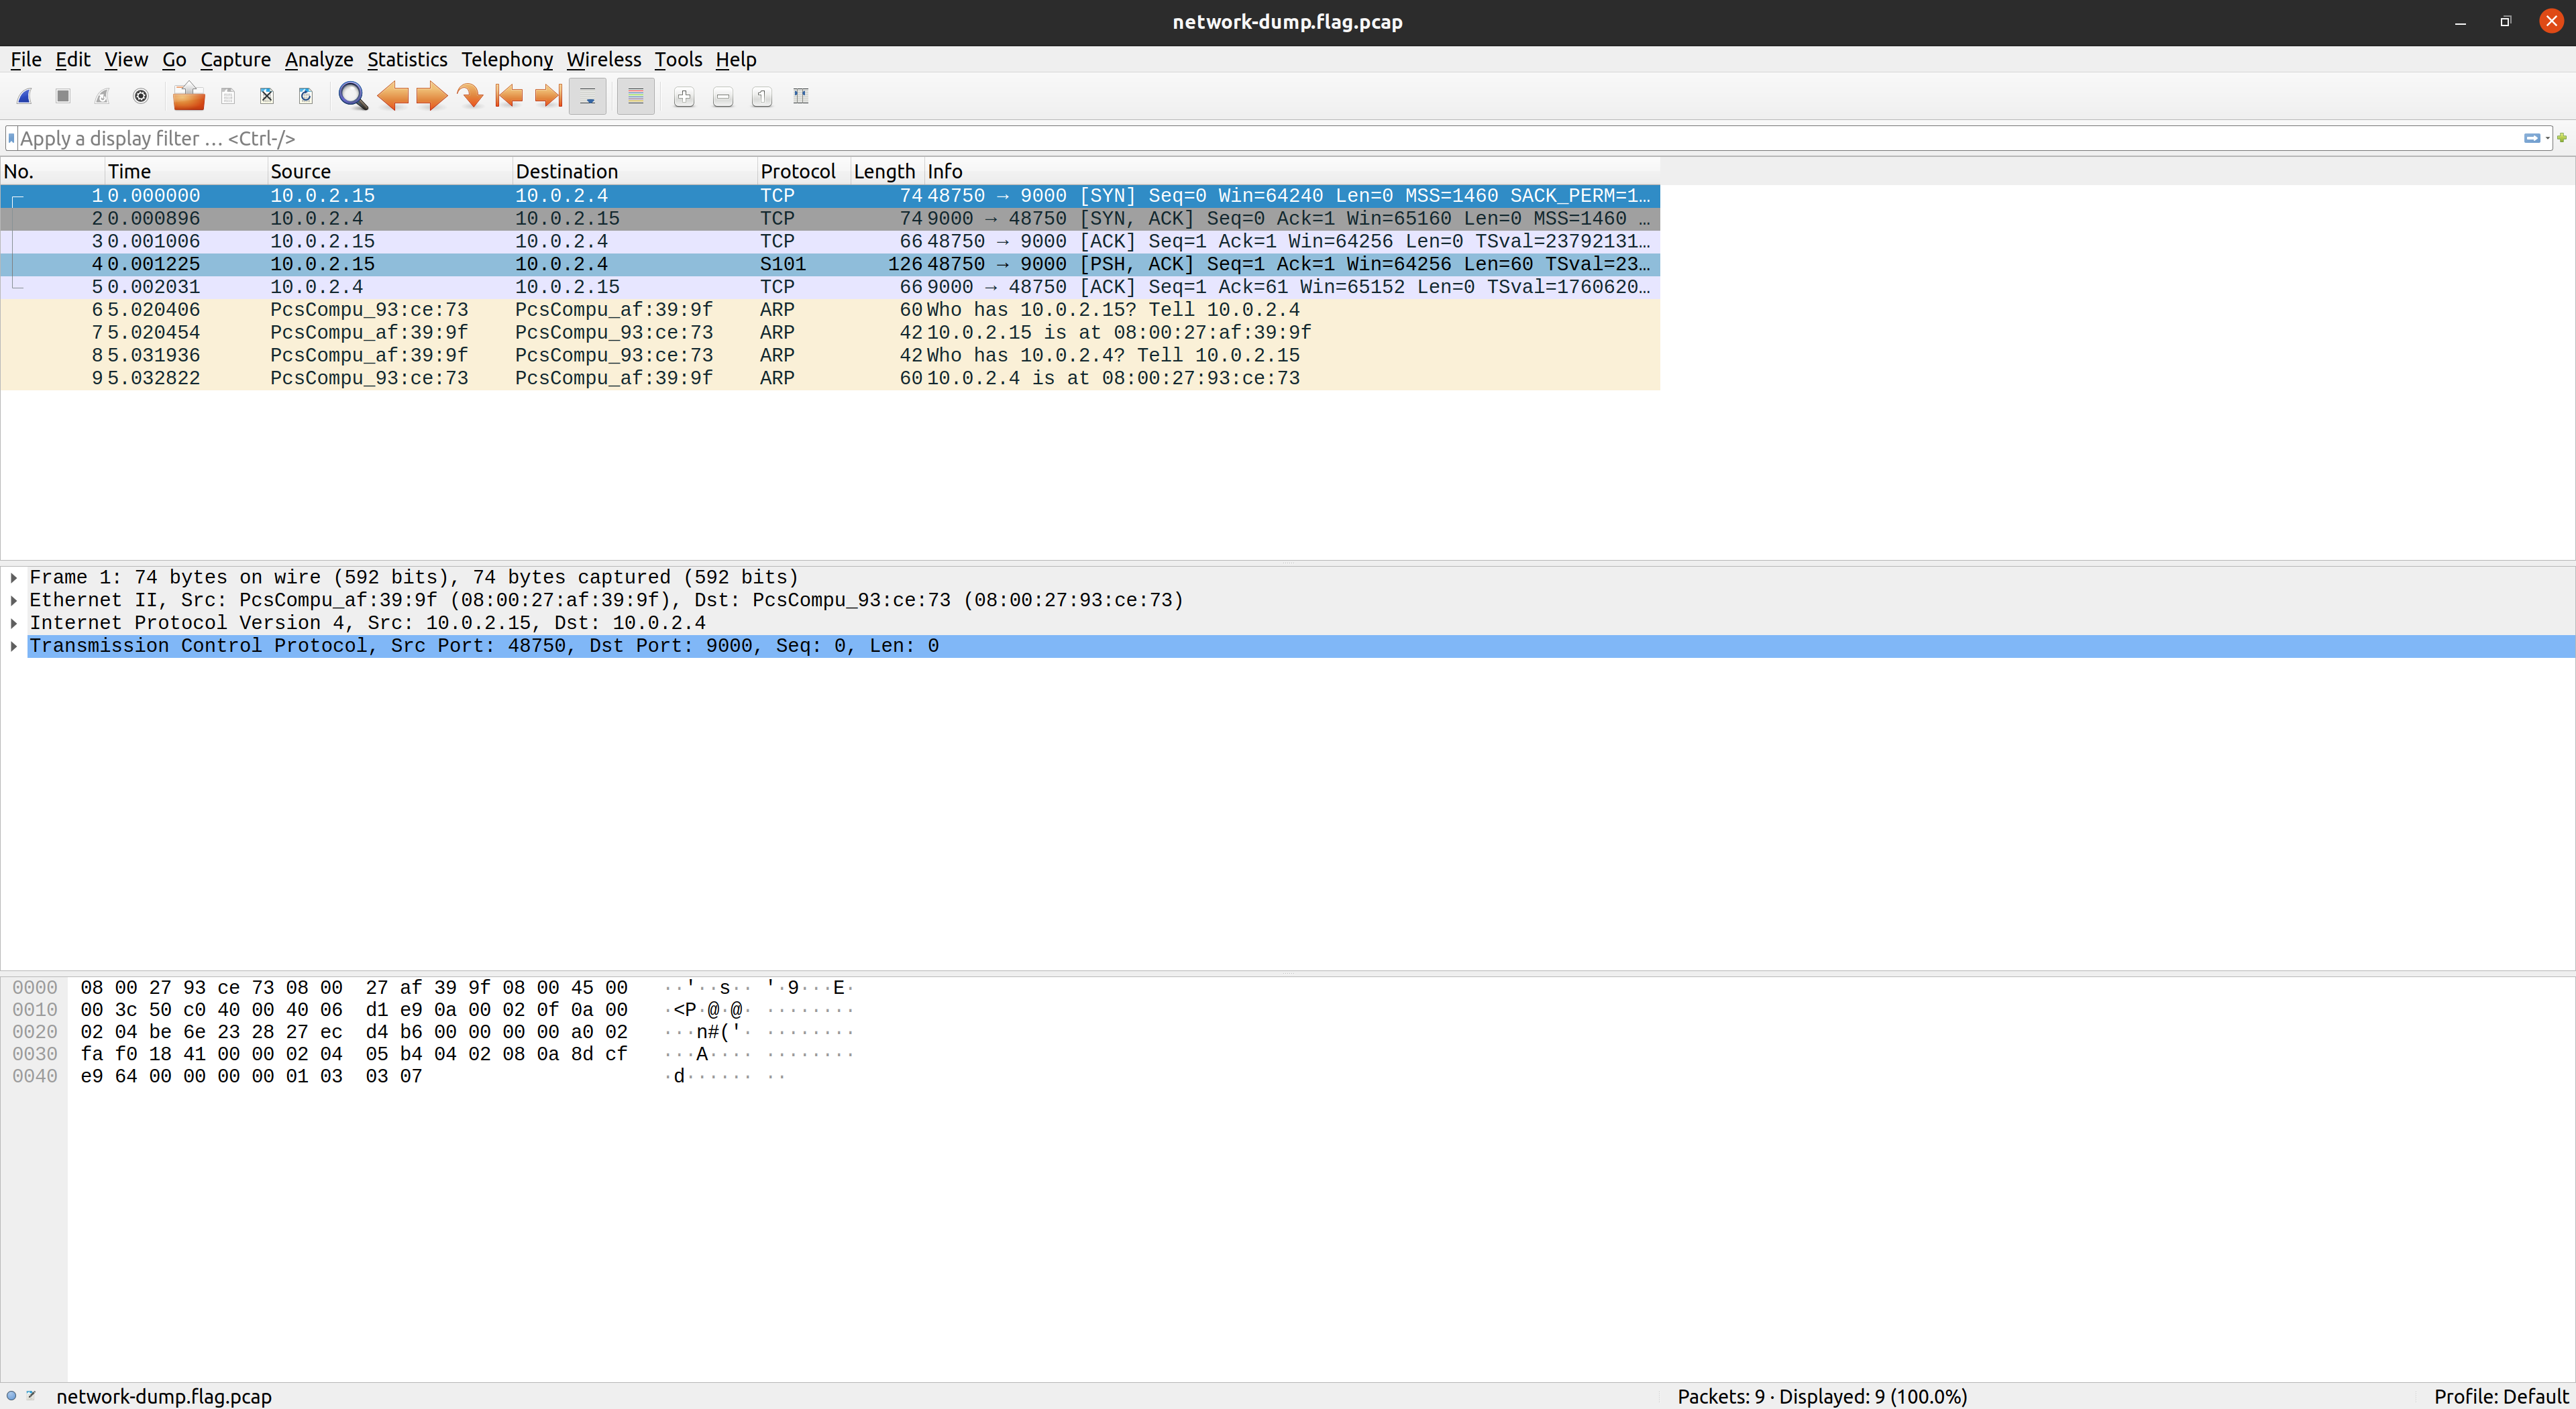 network-dump.flag.pcap
File Edit View Go Capture Analyze Statistics Telephony Wireless Tools Help
Apply a display filter … <Ctrl-/>
No. Time Source Destination Protocol Length Info
1 0.000000 10.0.2.15 10.0.2.4 TCP 74 48750 → 9000 [SYN] Seq=0 Win=64240 Len=0 MSS=1460 SACK_PERM=1…
2 0.000896 10.0.2.4 10.0.2.15 TCP 74 9000 → 48750 [SYN, ACK] Seq=0 Ack=1 Win=65160 Len=0 MSS=1460 …
3 0.001006 10.0.2.15 10.0.2.4 TCP 66 48750 → 9000 [ACK] Seq=1 Ack=1 Win=64256 Len=0 TSval=23792131…
4 0.001225 10.0.2.15 10.0.2.4 S101 126 48750 → 9000 [PSH, ACK] Seq=1 Ack=1 Win=64256 Len=60 TSval=23…
5 0.002031 10.0.2.4 10.0.2.15 TCP 66 9000 → 48750 [ACK] Seq=1 Ack=61 Win=65152 Len=0 TSval=1760620…
6 5.020406 PcsCompu_93:ce:73 PcsCompu_af:39:9f ARP 60 Who has 10.0.2.15? Tell 10.0.2.4
7 5.020454 PcsCompu_af:39:9f PcsCompu_93:ce:73 ARP 42 10.0.2.15 is at 08:00:27:af:39:9f
8 5.031936 PcsCompu_af:39:9f PcsCompu_93:ce:73 ARP 42 Who has 10.0.2.4? Tell 10.0.2.15
9 5.032822 PcsCompu_93:ce:73 PcsCompu_af:39:9f ARP 60 10.0.2.4 is at 08:00:27:93:ce:73
Frame 1: 74 bytes on wire (592 bits), 74 bytes captured (592 bits)
Ethernet II, Src: PcsCompu_af:39:9f (08:00:27:af:39:9f), Dst: PcsCompu_93:ce:73 (08:00:27:93:ce:73)
Internet Protocol Version 4, Src: 10.0.2.15, Dst: 10.0.2.4
Transmission Control Protocol, Src Port: 48750, Dst Port: 9000, Seq: 0, Len: 0
0000 08 00 27 93 ce 73 08 00 27 af 39 9f 08 00 45 00 ··'··s·· '·9···E·
0010 00 3c 50 c0 40 00 40 06 d1 e9 0a 00 02 0f 0a 00 ·<P·@·@· ········
0020 02 04 be 6e 23 28 27 ec d4 b6 00 00 00 00 a0 02 ···n#('· ········
0030 fa f0 18 41 00 00 02 04 05 b4 04 02 08 0a 8d cf ···A···· ········
0040 e9 64 00 00 00 00 01 03 03 07 ·d······ ··
network-dump.flag.pcap Packets: 9 · Displayed: 9 (100.0%) Profile: Default